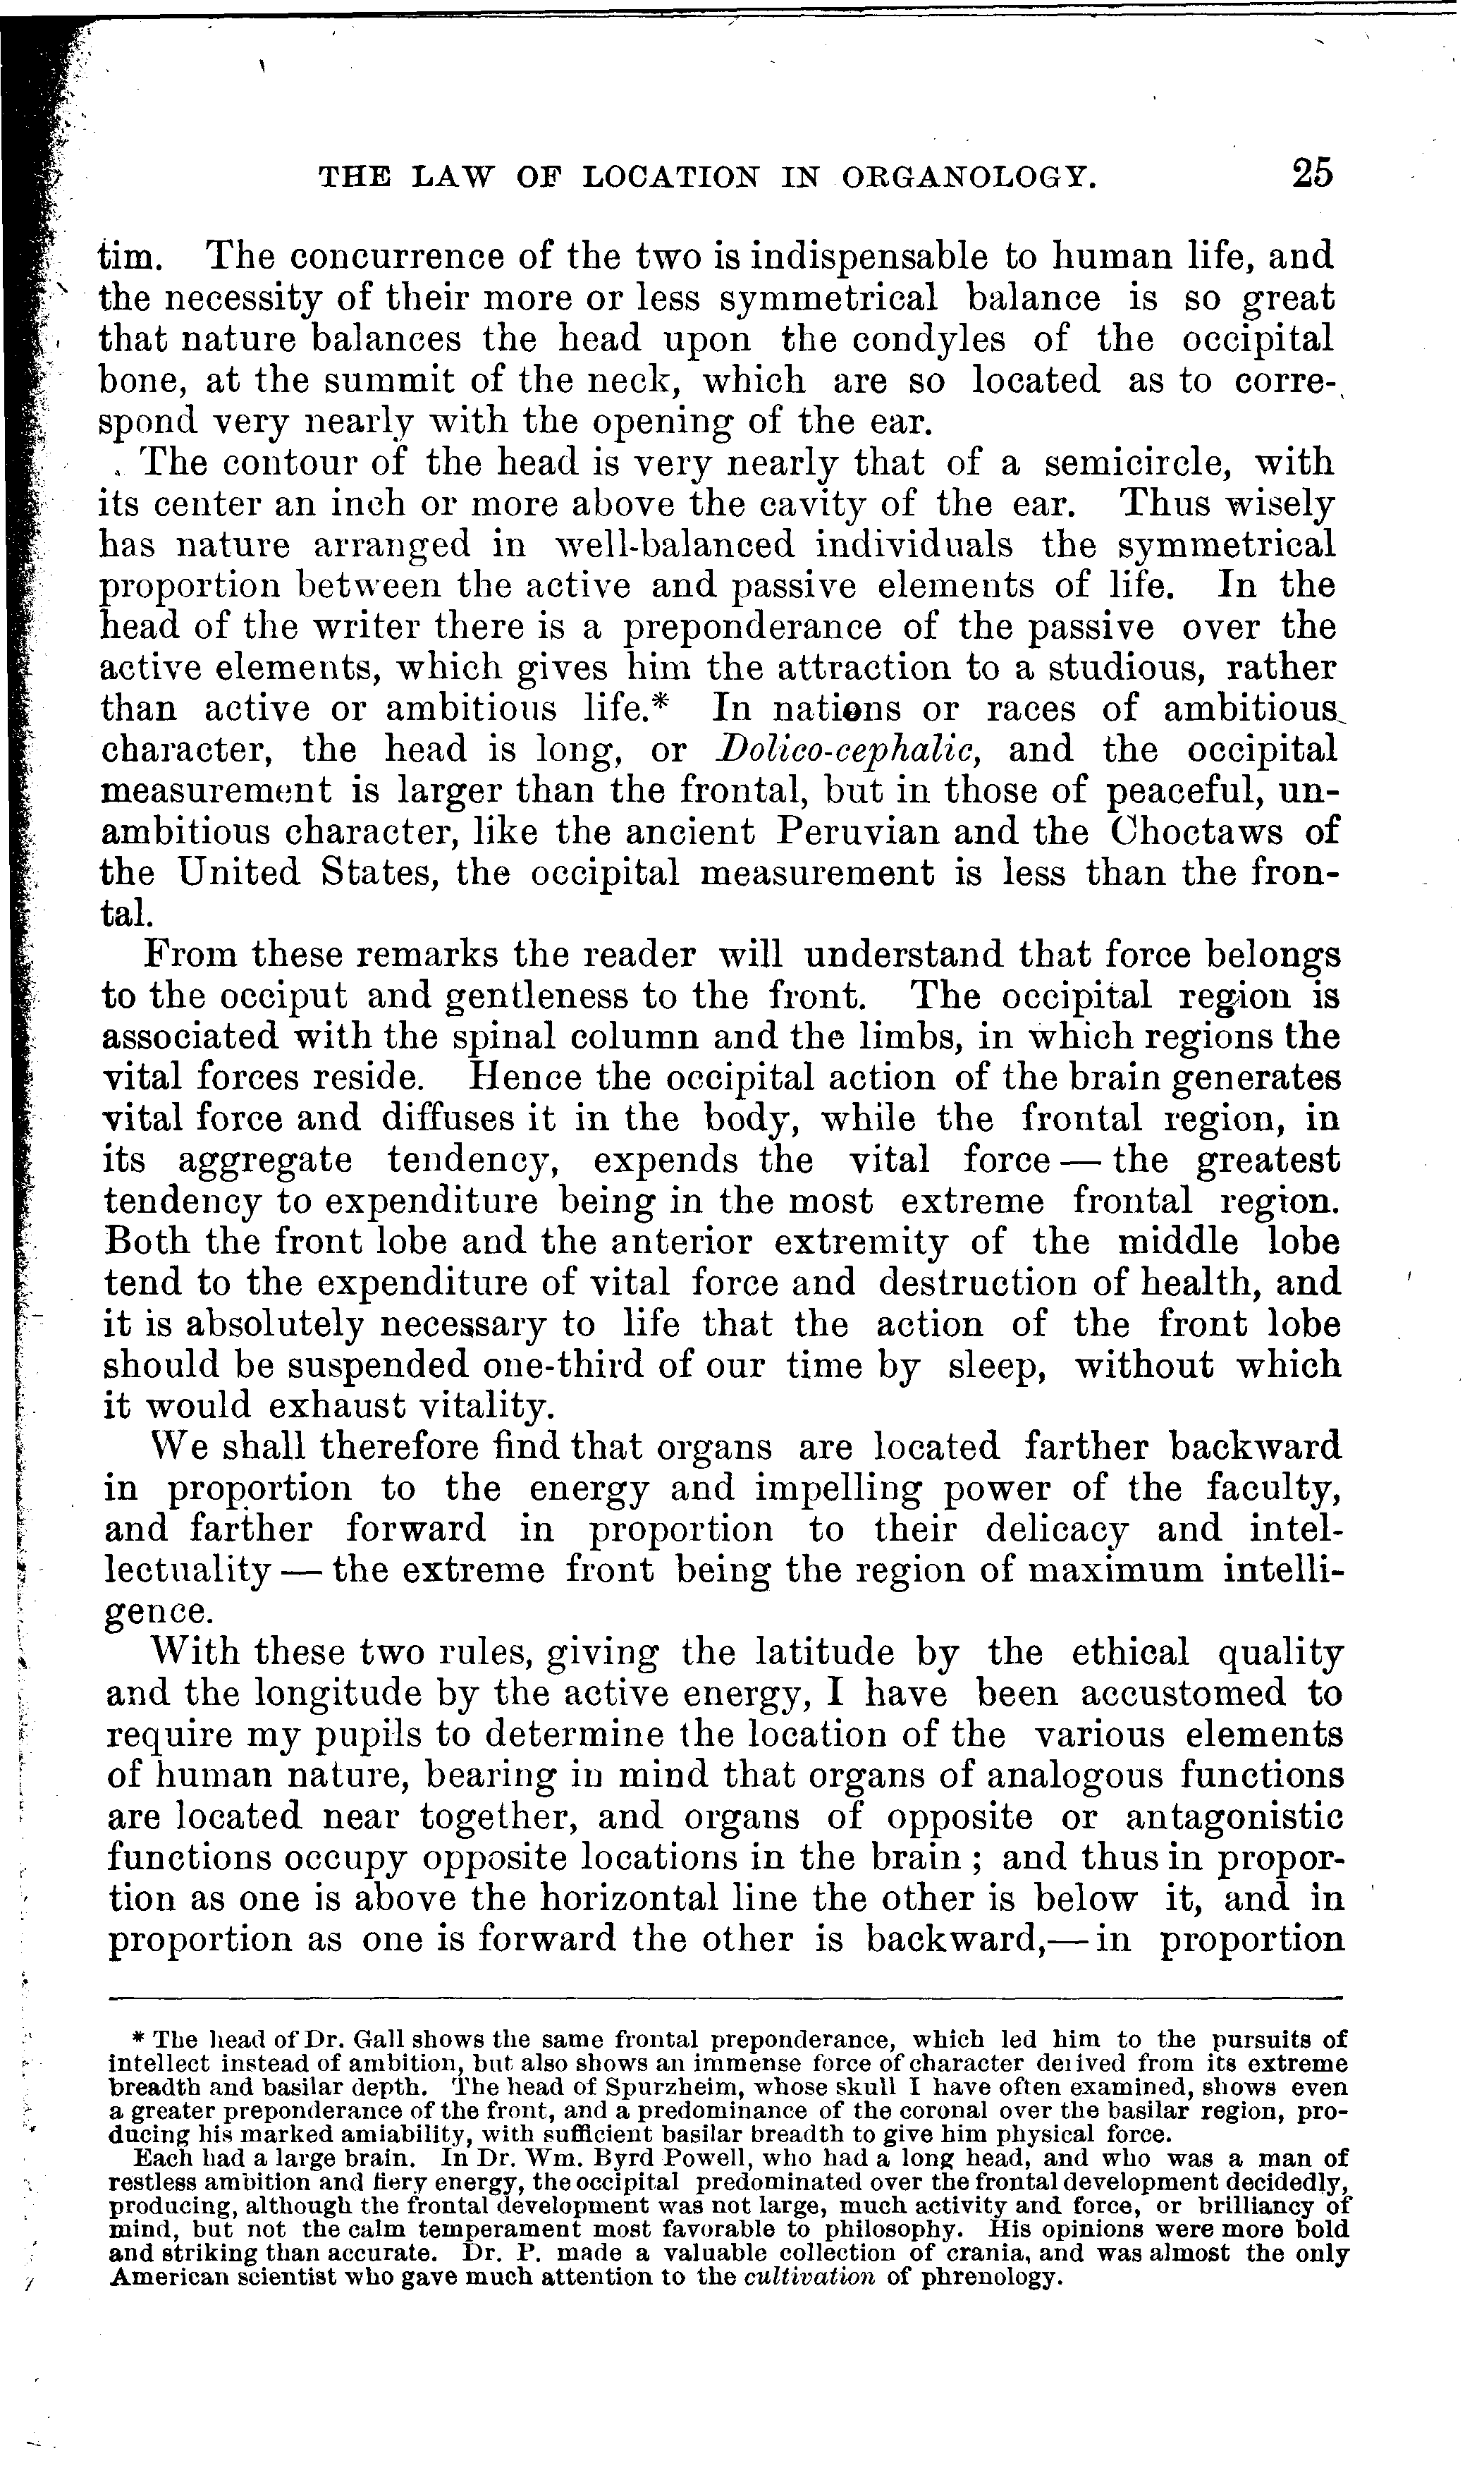 THE LAW OF LOCATION IN ORGANOLOGY. 25
tim. The concurrence of the two is indispensable to human life, and
the necessity of their more or less symmetrical balance is so great
that nature balances the head upon the condyles of the occipital
bone, at the summit of the neck, which are so located as to corre-
spond very nearly with the opening of the ear.
The contour of the head is very nearly that of a semicircle, with
its center an inch or more above the cavity of the ear. Thus wisely
has nature arranged in well-balanced individuals the symmetrical
proportion between the active and passive elements of life. In the
head of the writer there is a preponderance of the passive over the
active elements, which gives him the attraction to a studious, rather
than active or ambitious life.* In nations or races of ambitious
character, the head is long, or Dolico-cephalic, and the occipital
measurement is larger than the frontal, but in those of peaceful, un-
ambitious character, like the ancient Peruvian and the Choctaws of
the United States, the occipital measurement is less than the fron-
tal.
From these remarks the reader will understand that force belongs
to the occiput and gentleness to the front. The occipital region is
associated with the spinal column and the limbs, in which regions the
vital forces reside. Hence the occipital action of the brain generates
vital force and diffuses it in the body, while the frontal region, in
its aggregate tendency, expends the vital force — the greatest
tendency to expenditure being in the most extreme frontal region.
Both the front lobe and the anterior extremity of the middle lobe
tend to the expenditure of vital force and destruction of health, and
it is absolutely necessary to life that the action of the front lobe
should be suspended one-third of our time by sleep, without which
it would exhaust vitality.
We shall therefore find that organs are located farther backward
in proportion to the energy and impelling power of the faculty,
and farther forward in proportion to their delicacy and intel-
lectuality — the extreme front being the region of maximum intelli-
gence.
With these two rules, giving the latitude by the ethical quality
and the longitude by the active energy, I have been accustomed to
require my pupils to determine the location of the various elements
of human nature, bearing in mind that organs of analogous functions
are located near together, and organs of opposite or antagonistic
functions occupy opposite locations in the brain ; and thus in propor-
tion as one is above the horizontal line the other is below it, and in
proportion as one is forward the other is backward,— in proportion
* The head of Dr. Gall shows the same frontal preponderance, which led him to the pursuits of
intellect instead of ambition, but also shows an immense force of character derived from its extreme
breadth and basilar depth. The head of Spurzheim, whose skull I have often examined, shows even
a greater preponderance of the front, and a predominance of the coronal over the basilar region, pro-
ducing his marked amiability, with sufficient basilar breadth to give him physical force.
Each had a large brain. In Dr. Wm. Byrd Powell, who had a long head, and who was a man of
restless ambition and fiery energy, the occipital predominated over the frontal development decidedly,
producing, although the frontal development was not large, much activity and force, or brilliancy of
mind, but not the calm temperament most favorable to philosophy. His opinions were more bold
and striking than accurate. Dr. P. made a valuable collection of crania, and was almost the only
American scientist who gave much attention to the cultivation of phrenology.